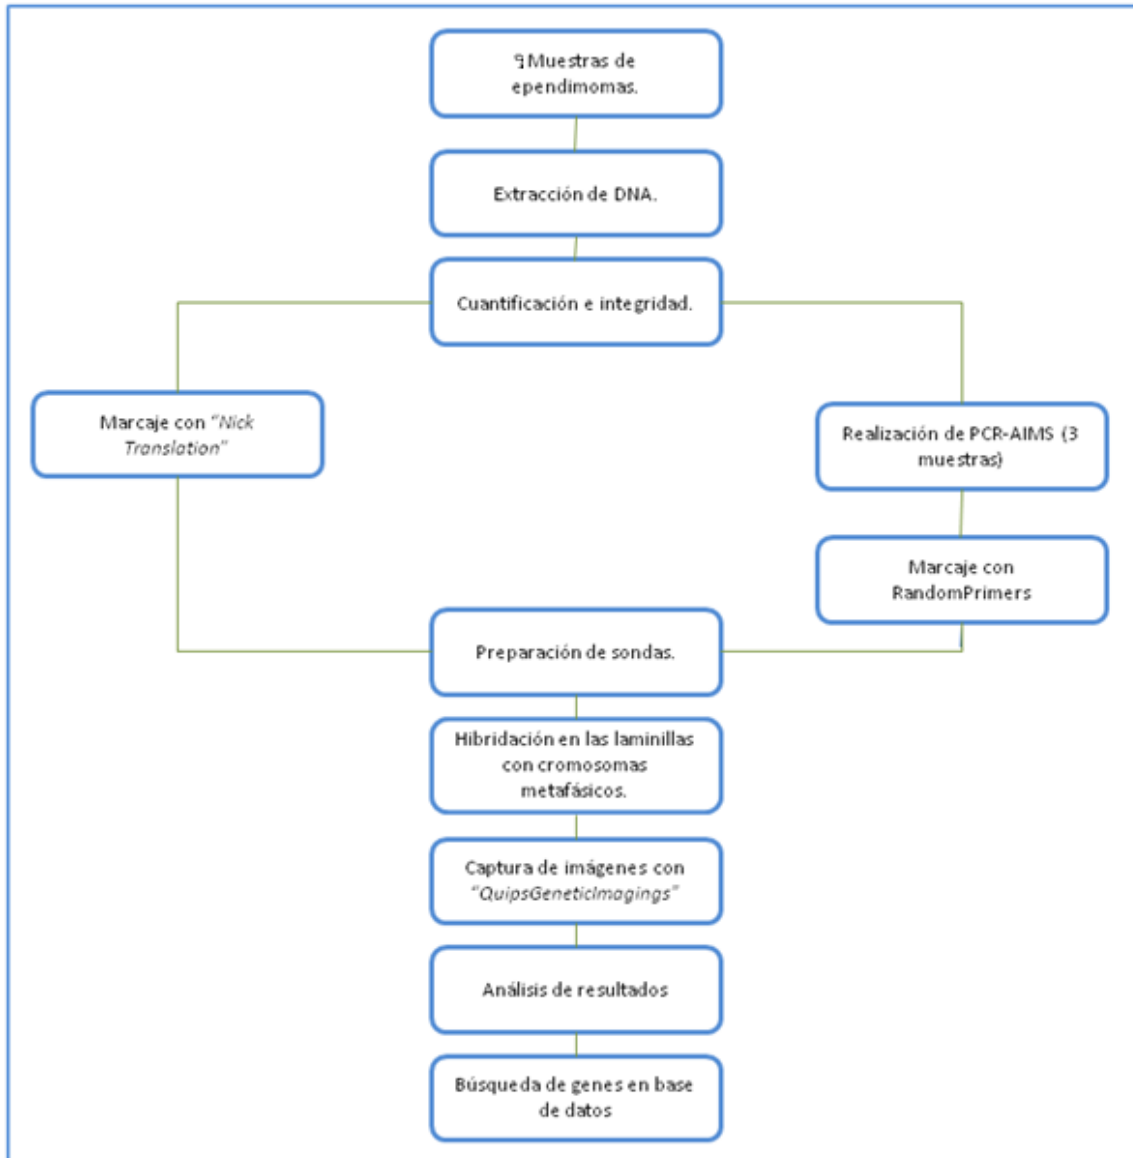 9 Muestras de
ependimomas.
Extracción de DNA.
Cuantificación e integridad.
Marcaje con “Nick
Translation”
Realización de PCR-AIMS (3
muestras)
Marcaje con
RandomPrimers
Preparación de sondas.
Hibridación en las laminillas
con cromosomas
metafásicos.
Captura de imágenes con
“QuipsGeneticImagings”
Análisis de resultados
Búsqueda de genes en base
de datos